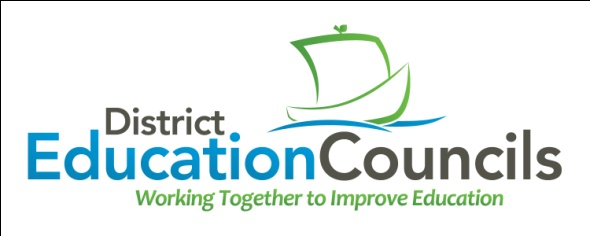 District
EducationCouncils
Working Together to Improve Education